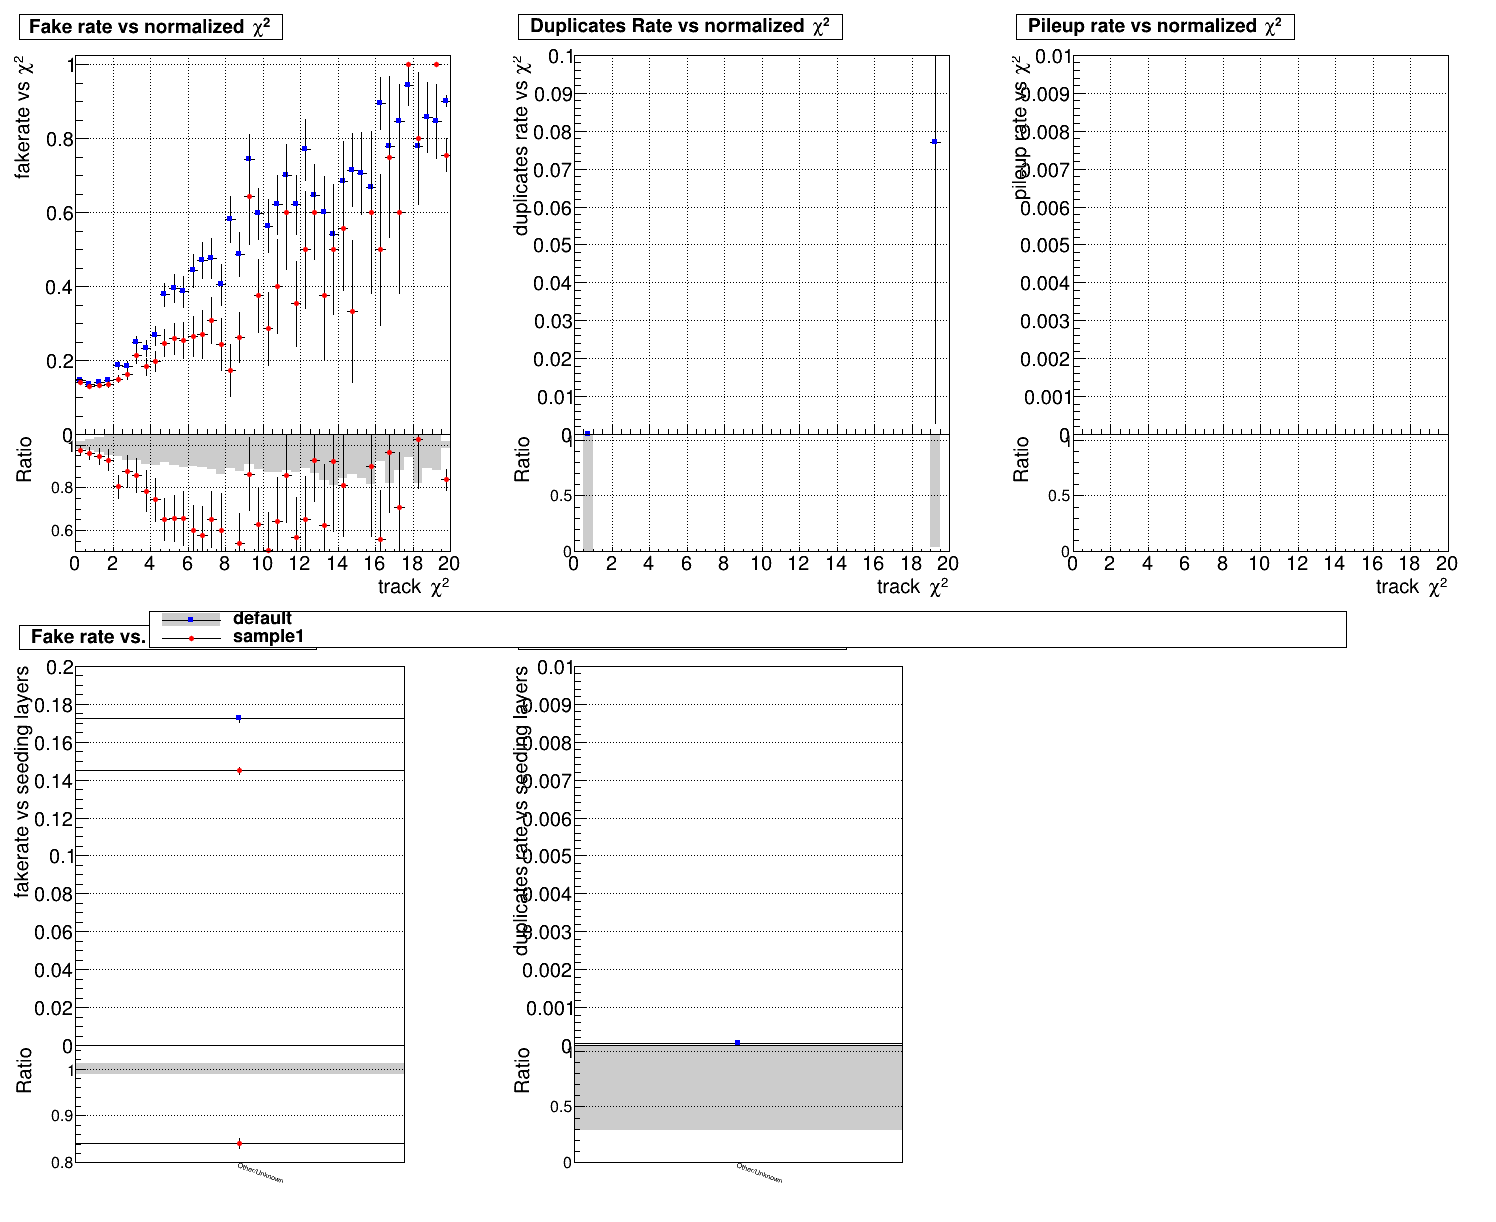 Fake rate vs normalized χ²
Duplicates Rate vs normalized χ²
Pileup rate vs normalized χ²
fakerate vs χ²
1
0.8
0.6
0.4
0.2
0
Ratio
1
0.8
0.6
0 2 4 6 8 10 12 14 16 18 20
track χ²
duplicates rate vs χ²
0.1
0.09
0.08
0.07
0.06
0.05
0.04
0.03
0.02
0.01
0
Ratio
1
0.5
0
0 2 4 6 8 10 12 14 16 18 20
track χ²
pileup rate vs χ²
0.01
0.009
0.008
0.007
0.006
0.005
0.004
0.003
0.002
0.001
0
Ratio
1
0.5
0
0 2 4 6 8 10 12 14 16 18 20
track χ²
default
sample1
Fake rate vs.
fakerate vs seeding layers
0.2
0.18
0.16
0.14
0.12
0.1
0.08
0.06
0.04
0.02
0
Ratio
1
0.9
0.8
Other/Unknown
duplicates rate vs seeding layers
0.01
0.009
0.008
0.007
0.006
0.005
0.004
0.003
0.002
0.001
0
Ratio
1
0.5
0
Other/Unknown